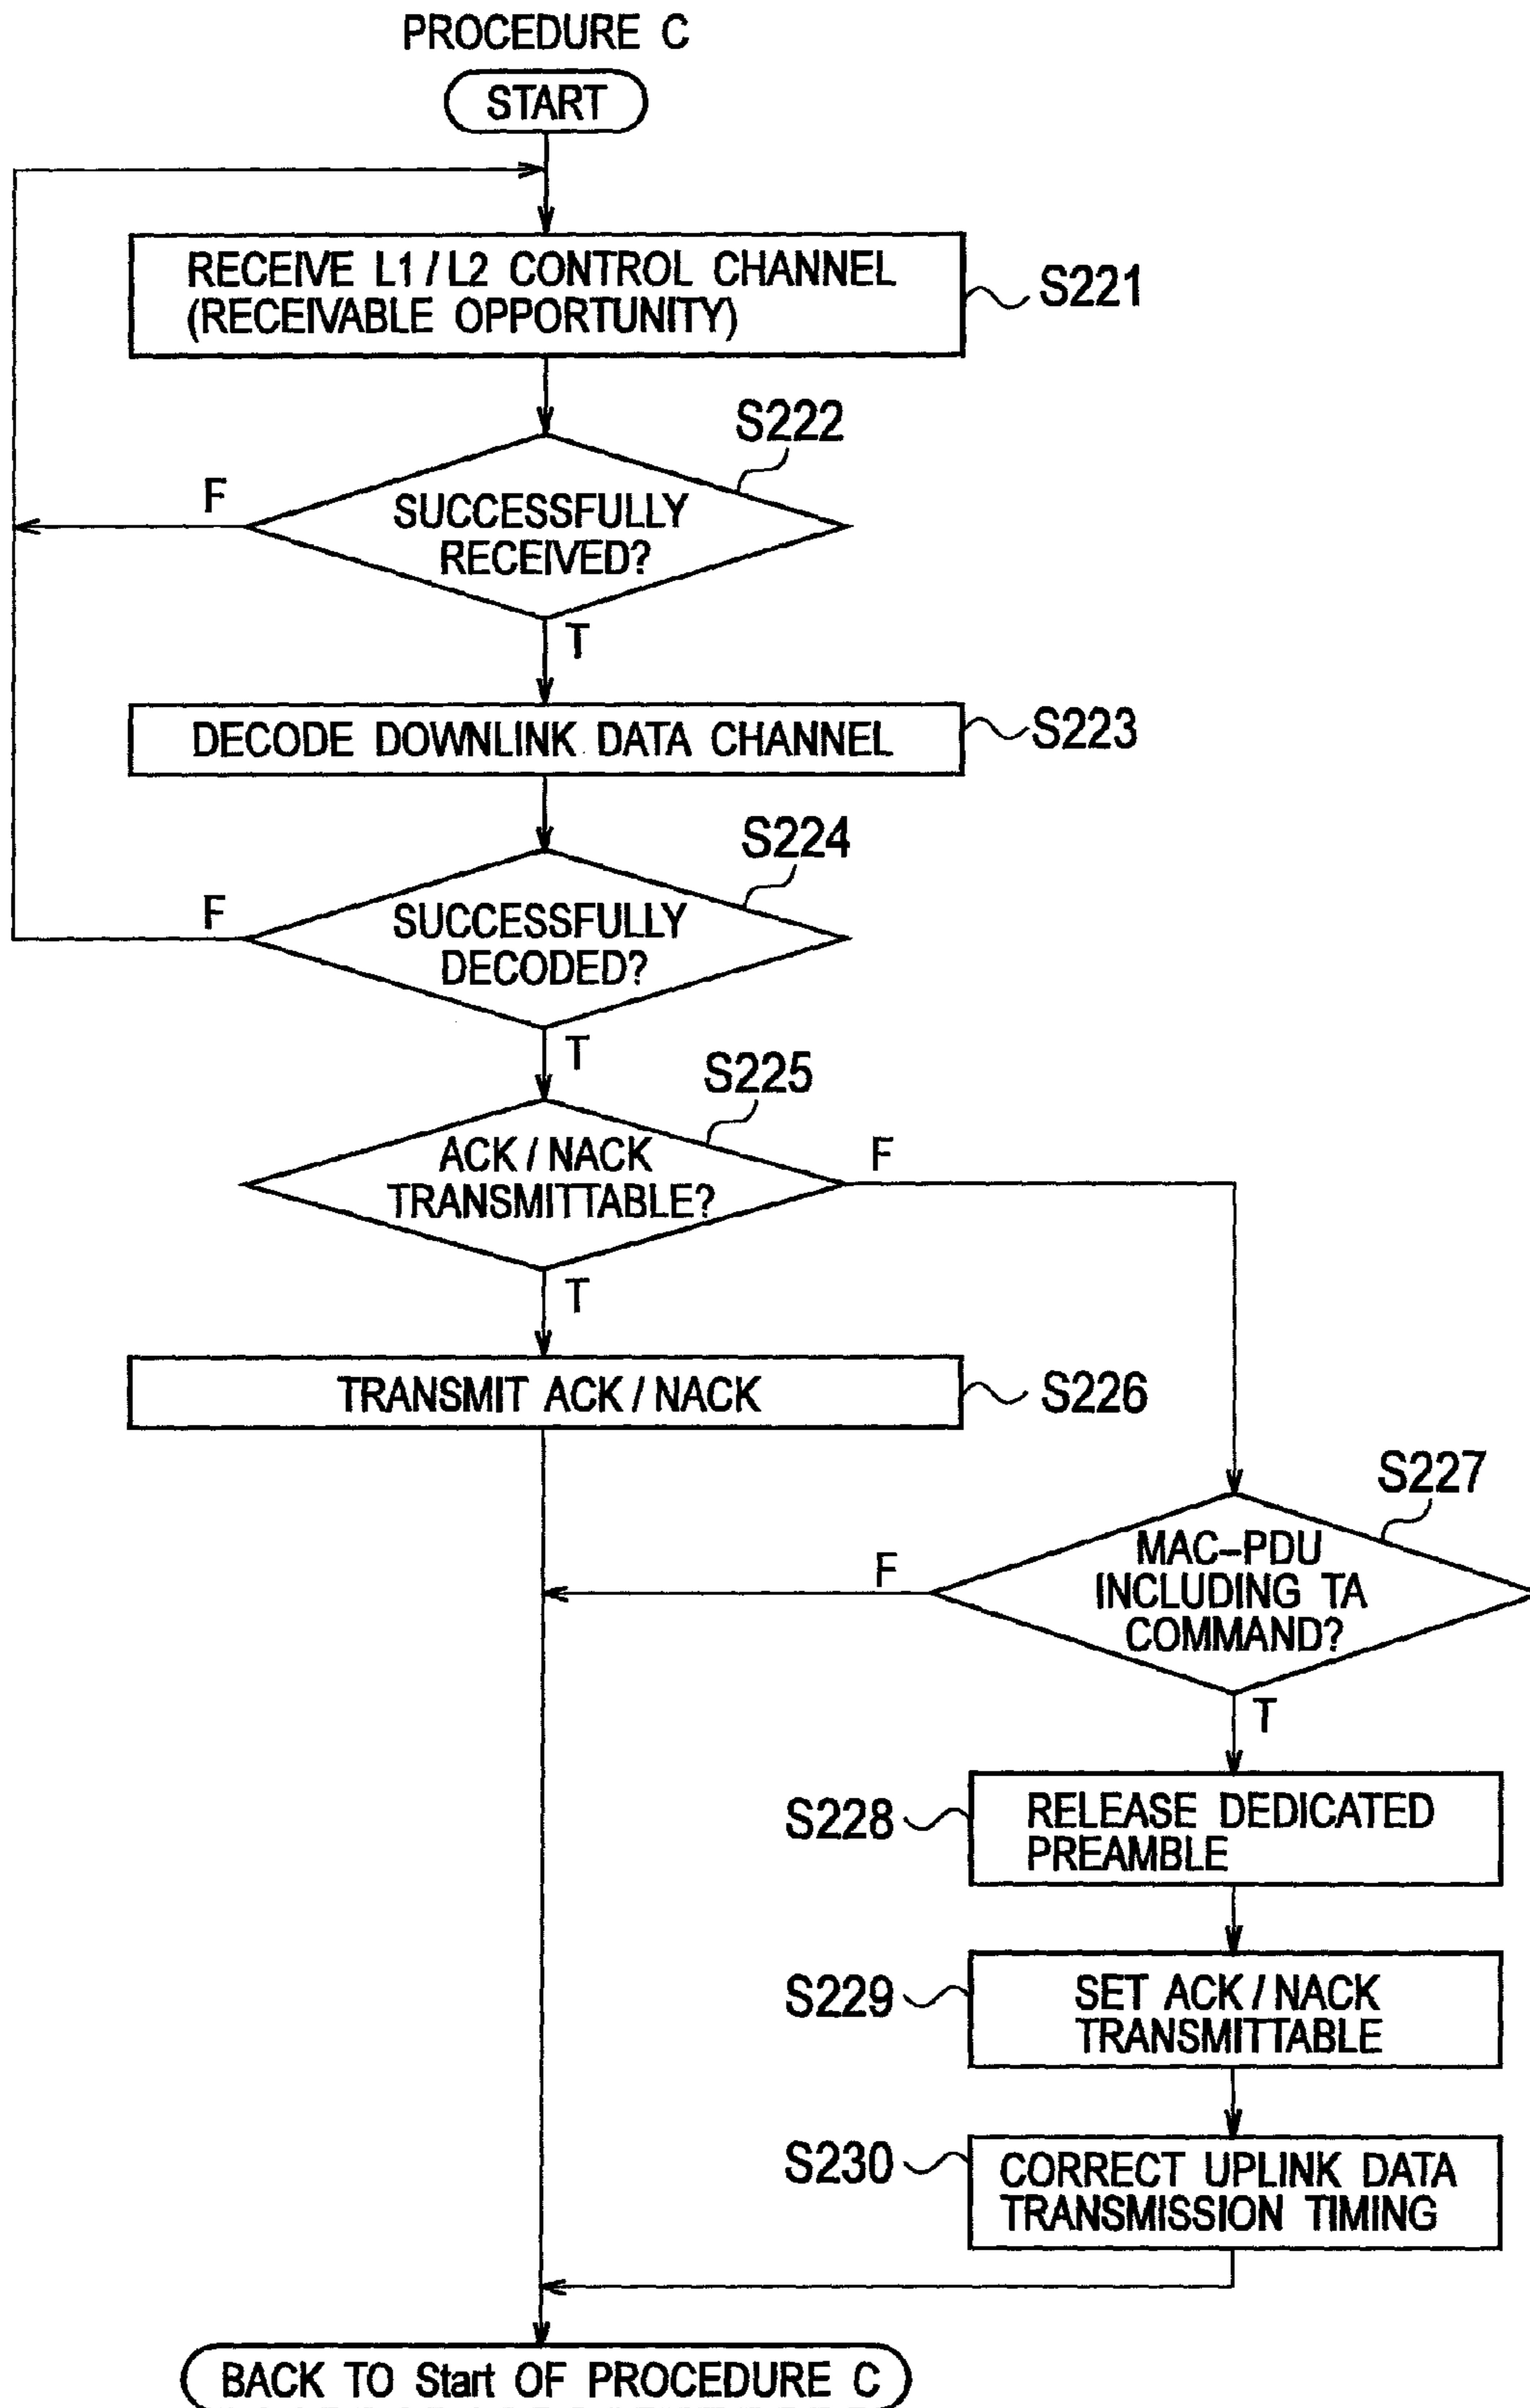 PROCEDURE C
START
RECEIVE L1 / L2 CONTROL CHANNEL
(RECEIVABLE OPPORTUNITY)
S221
S222
F
SUCCESSFULLY
RECEIVED?
T
DECODE DOWNLINK DATA CHANNEL
S223
S224
F
SUCCESSFULLY
DECODED?
T
S225
ACK / NACK
TRANSMITTABLE?
F
T
TRANSMIT ACK / NACK
S226
S227
MAC-PDU
INCLUDING TA
COMMAND?
F
T
S228
RELEASE DEDICATED
PREAMBLE
S229
SET ACK / NACK
TRANSMITTABLE
S230
CORRECT UPLINK DATA
TRANSMISSION TIMING
BACK TO Start OF PROCEDURE C